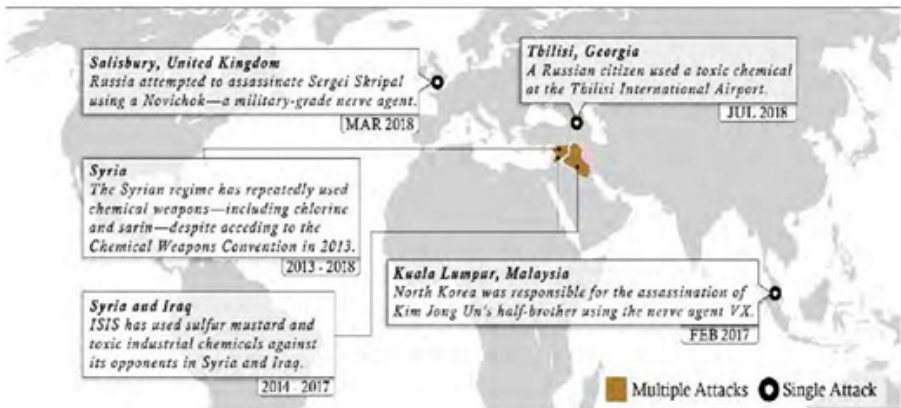 Salisbury, United Kingdom
Russia attempted to assassinate Sergei Skripal
using a Novichok—a military-grade nerve agent.
MAR 2018
Tbilisi, Georgia
A Russian citizen used a toxic chemical
at the Tbilisi International Airport.
JUL 2018
Syria
The Syrian regime has repeatedly used
chemical weapons—including chlorine
and sarin—despite acceding to the
Chemical Weapons Convention in 2013.
2013 - 2018
Kuala Lumpur, Malaysia
North Korea was responsible for the assassination of
Kim Jong Un's half-brother using the nerve agent VX.
FEB 2017
Syria and Iraq
ISIS has used sulfur mustard and
toxic industrial chemicals against
its opponents in Syria and Iraq.
2014 - 2017
Multiple Attacks Single Attack